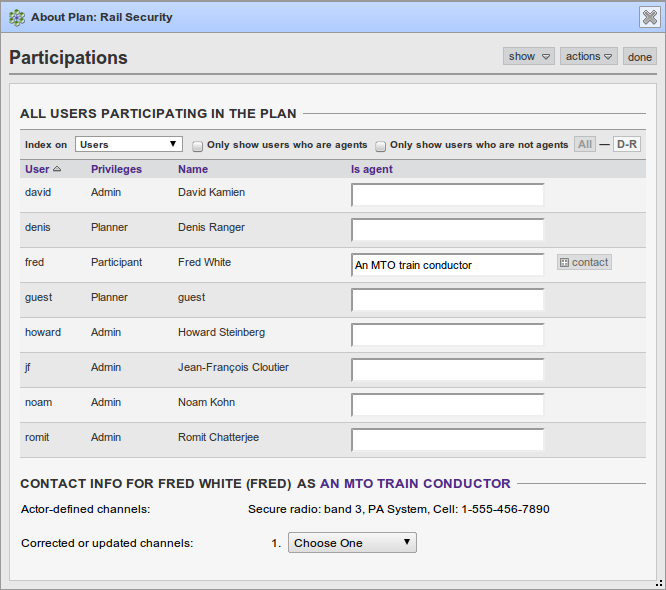 About Plan: Rail Security
Participations
show actions done
ALL USERS PARTICIPATING IN THE PLAN
Index on Users Only show users who are agents Only show users who are not agents All — D-R
User Privileges Name Is agent
david Admin David Kamien
denis Planner Denis Ranger
fred Participant Fred White An MTO train conductor contact
guest Planner guest
howard Admin Howard Steinberg
jf Admin Jean-François Cloutier
noam Admin Noam Kohn
romit Admin Romit Chatterjee
CONTACT INFO FOR FRED WHITE (FRED) AS AN MTO TRAIN CONDUCTOR
Actor-defined channels: Secure radio: band 3, PA System, Cell: 1-555-456-7890
Corrected or updated channels: 1. Choose One